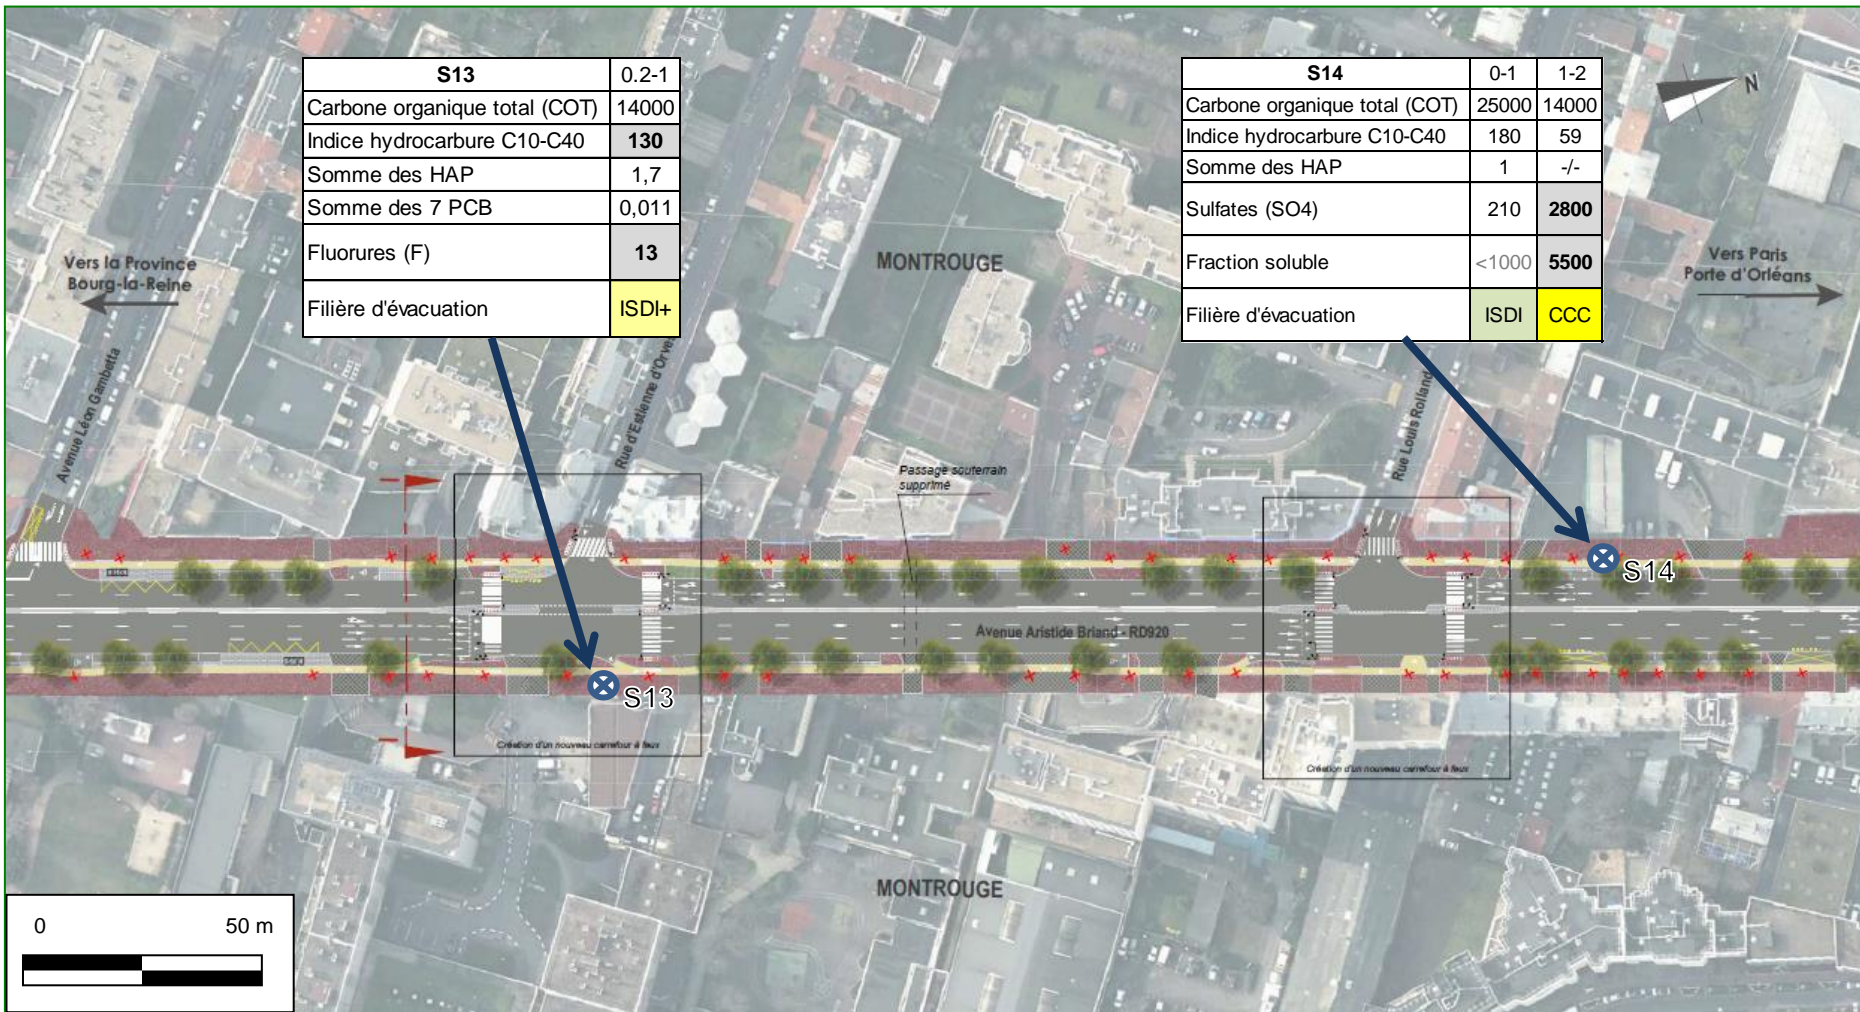 S13 0.2-1
Carbone organique total (COT) 14000
Indice hydrocarbure C10-C40 130
Somme des HAP 1,7
Somme des 7 PCB 0,011
Fluorures (F) 13
Filière d'évacuation ISDI+
S14 0-1 1-2
Carbone organique total (COT) 25000 14000
Indice hydrocarbure C10-C40 180 59
Somme des HAP 1 -/-
Sulfates (SO4) 210 2800
Fraction soluble <1000 5500
Filière d'évacuation ISDI CCC
N
Vers la Province
Bourg-la-Reine
MONTROUGE
Vers Paris
Porte d'Orléans
Avenue Léon Gambetta
Rue d'Estienne d'Orves
Rue Louis Rolland
Passage souterrain
supprimé
S14
Avenue Aristide Briand - RD920
S13
Création d'un nouveau carrefour à feux
Création d'un nouveau carrefour à feux
MONTROUGE
0 50 m